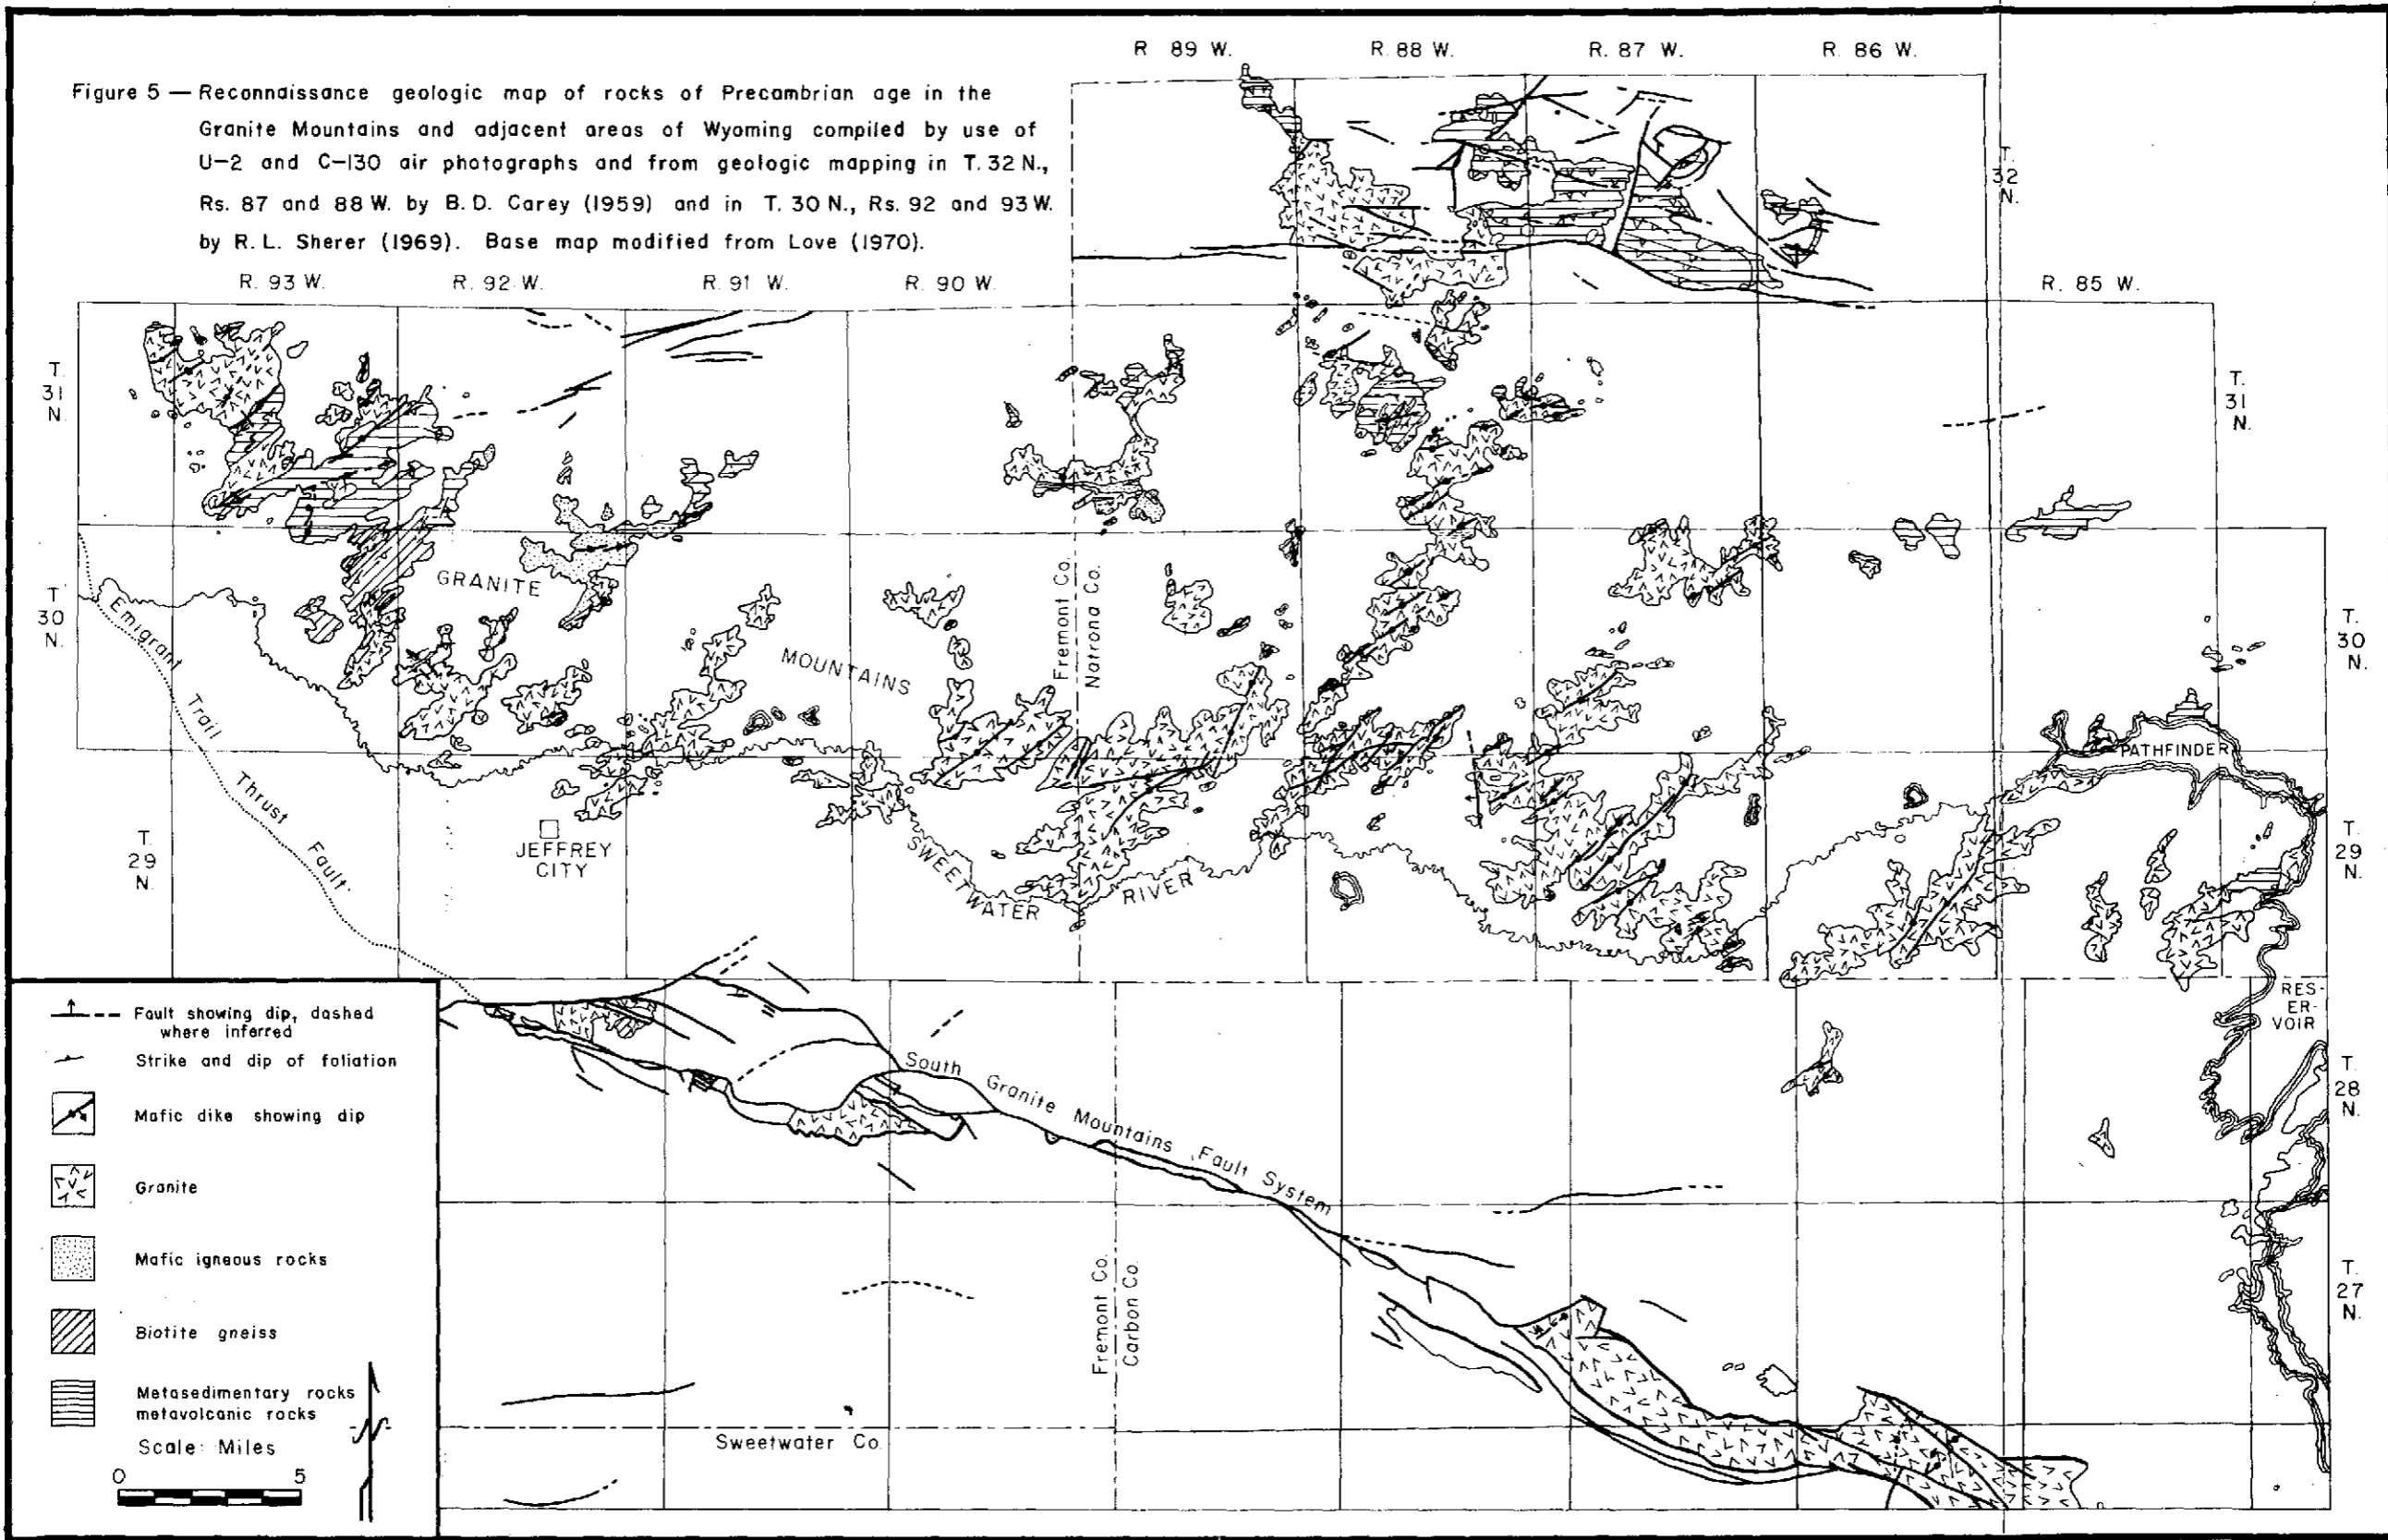 R 89 W.
R. 88 W.
R. 87 W.
R. 86 W.
Figure 5 — Reconnaissance geologic map of rocks of Precambrian age in the
Granite Mountains and adjacent areas of Wyoming compiled by use of
U-2 and C-130 air photographs and from geologic mapping in T. 32 N.,
Rs. 87 and 88 W. by B. D. Carey (1959) and in T. 30 N., Rs. 92 and 93 W.
by R. L. Sherer (1969). Base map modified from Love (1970).
T.
32
N.
R. 93 W.
R. 92 W.
R. 91 W.
R. 90 W.
R. 85 W.
T.
31
N.
T.
31
N.
T.
30
N.
GRANITE
MOUNTAINS
Fremont Co.
Natrona Co.
T.
30
N.
Emigrant Trail Thrust Fault
PATHFINDER
T.
29
N.
JEFFREY
CITY
SWEETWATER RIVER
T.
29
N.
RES-
ER-
VOIR
South Granite Mountains Fault System
T.
28
N.
Fremont Co.
Carbon Co.
T.
27
N.
Sweetwater Co.
Fault showing dip, dashed
where inferred
Strike and dip of foliation
Mafic dike showing dip
Granite
Mafic igneous rocks
Biotite gneiss
Metasedimentary rocks
metavolcanic rocks
N
Scale: Miles
0 5